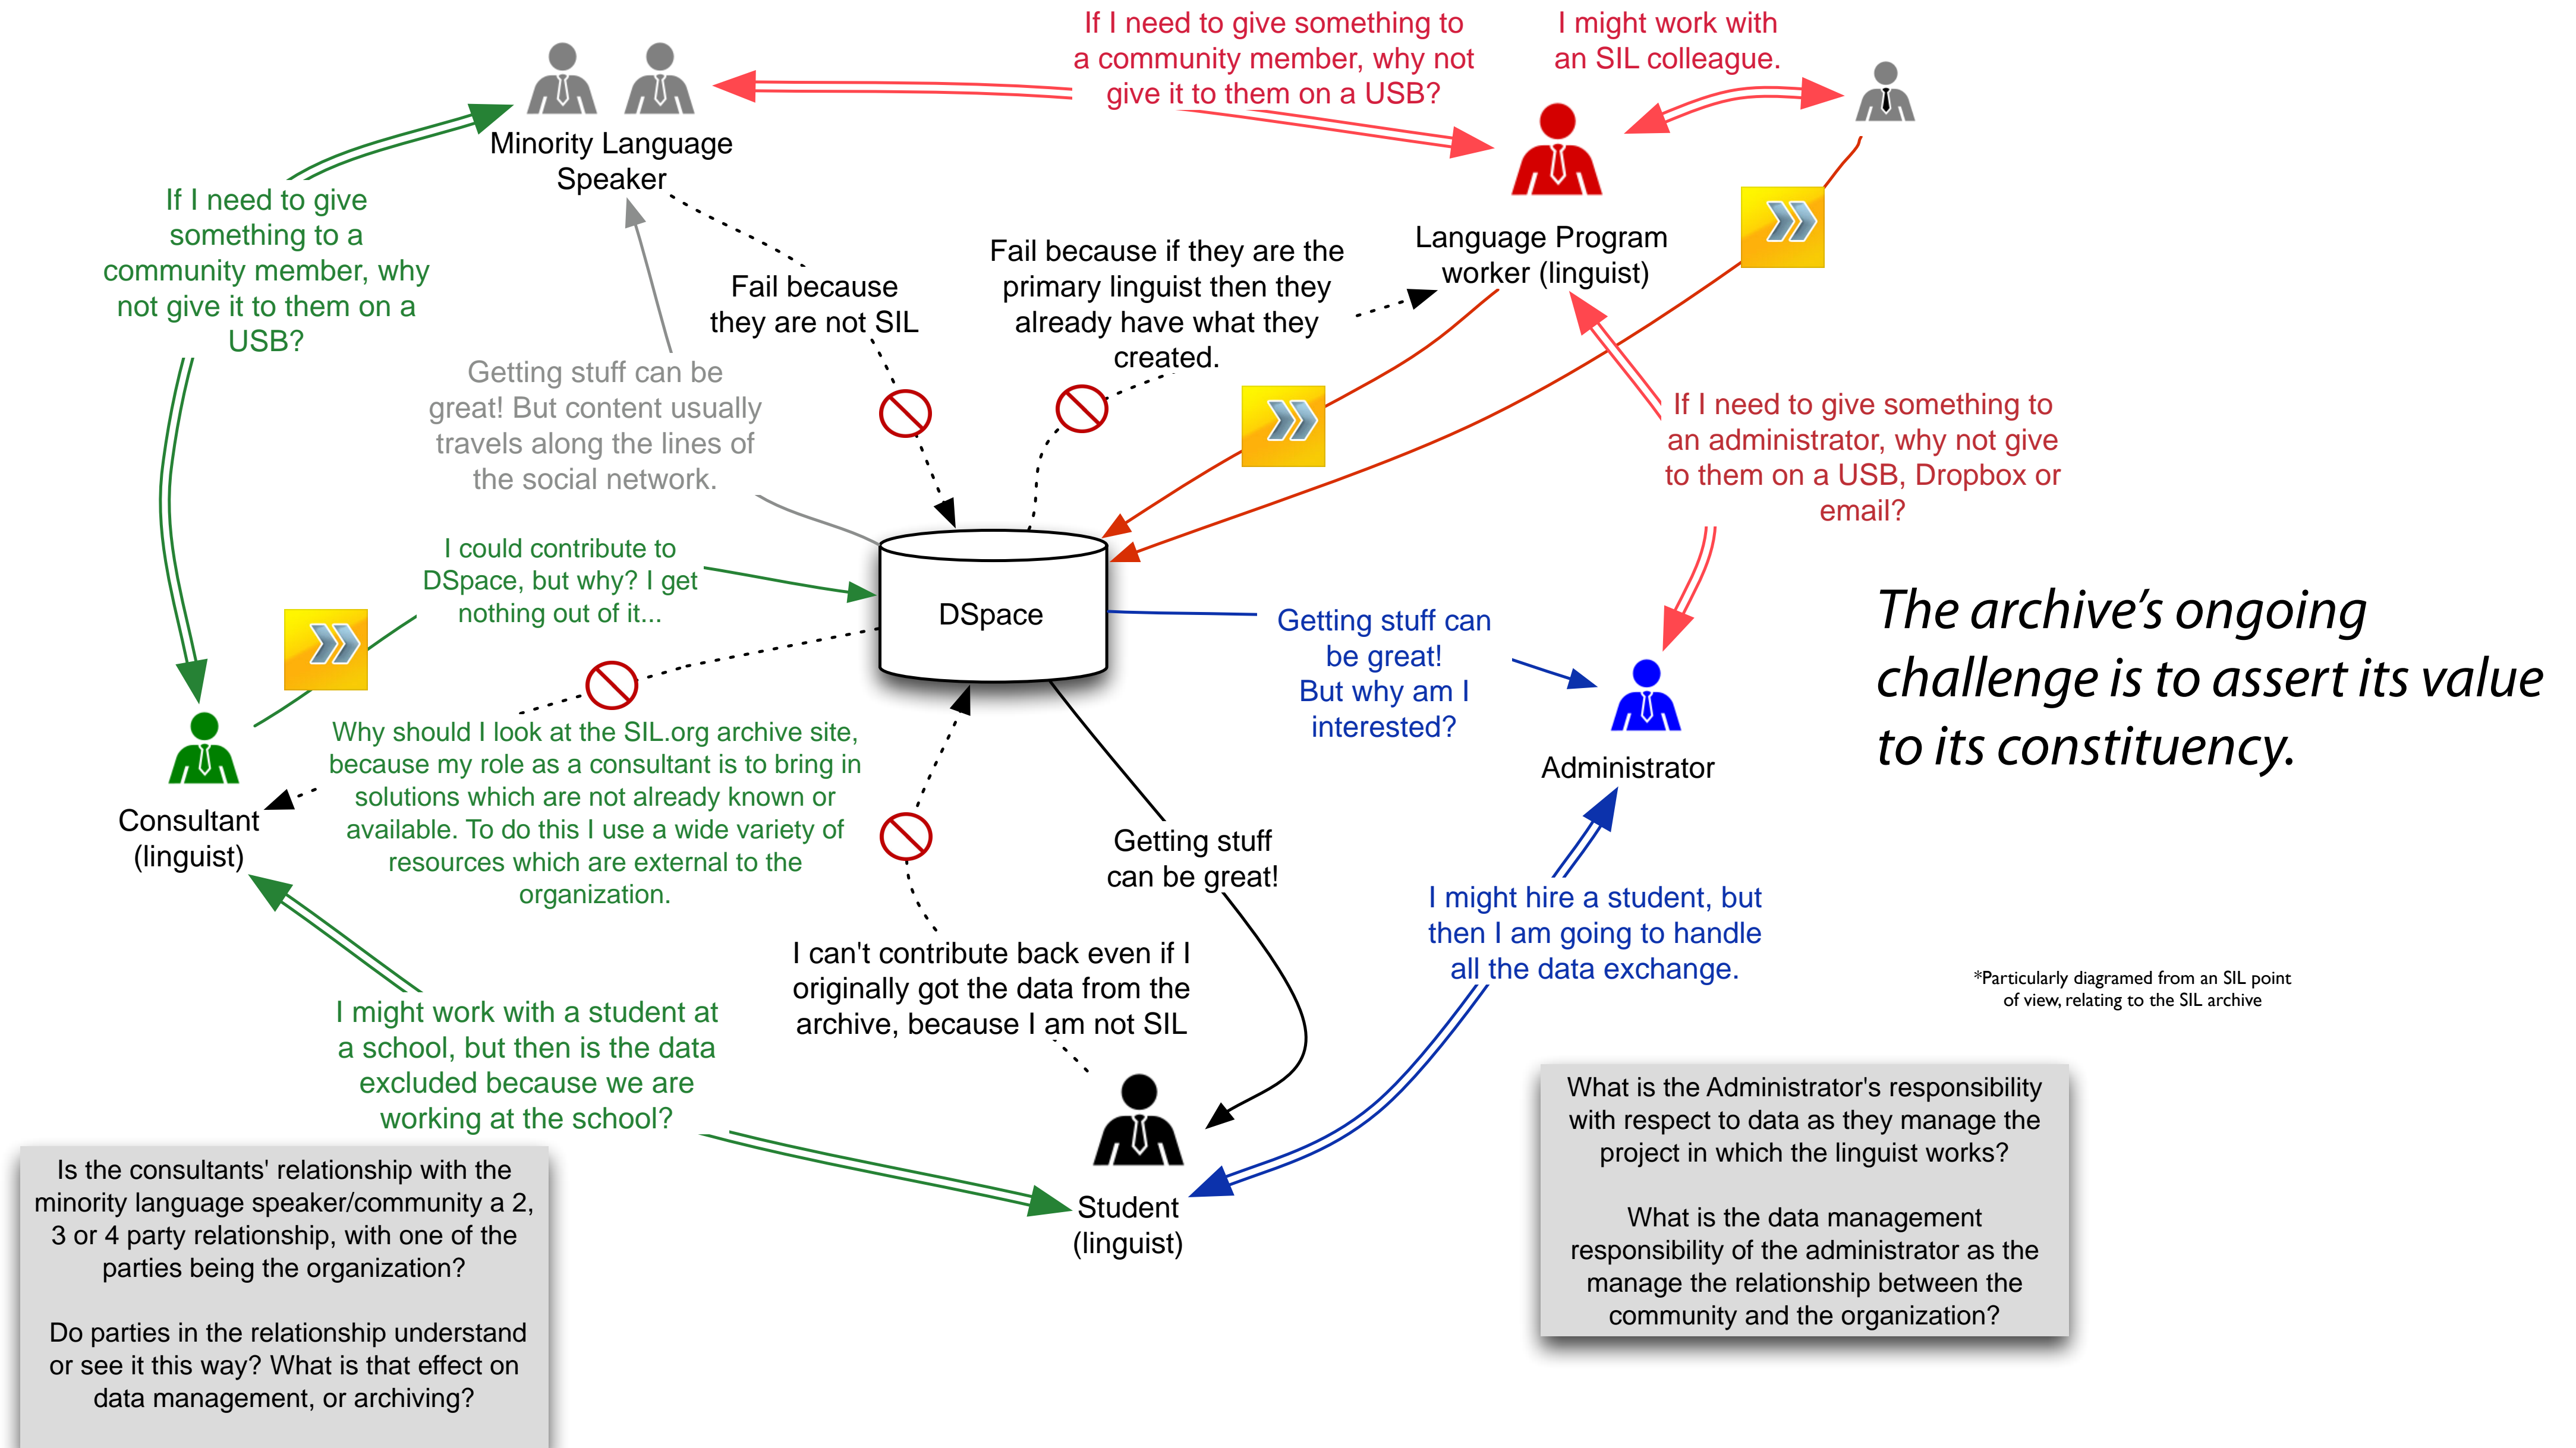 If I need to give something to
a community member, why not
give it to them on a USB?
I might work with
an SIL colleague.
Minority Language
Speaker
If I need to give
something to a
community member, why
not give it to them on a
USB?
Fail because
they are not SIL
Fail because if they are the
primary linguist then they
already have what they
created.
Language Program
worker (linguist)
Getting stuff can be
great! But content usually
travels along the lines of
the social network.
If I need to give something to
an administrator, why not give
to them on a USB, Dropbox or
email?
I could contribute to
DSpace, but why? I get
nothing out of it...
DSpace
Getting stuff can
be great!
But why am I
interested?
The archive’s ongoing
challenge is to assert its value
to its constituency.
Why should I look at the SIL.org archive site,
because my role as a consultant is to bring in
solutions which are not already known or
available. To do this I use a wide variety of
resources which are external to the
organization.
Consultant
(linguist)
Administrator
Getting stuff
can be great!
I might hire a student, but
then I am going to handle
all the data exchange.
I can't contribute back even if I
originally got the data from the
archive, because I am not SIL
*Particularly diagramed from an SIL point
of view, relating to the SIL archive
I might work with a student at
a school, but then is the data
excluded because we are
working at the school?
Student
(linguist)
Is the consultants' relationship with the
minority language speaker/community a 2,
3 or 4 party relationship, with one of the
parties being the organization?
Do parties in the relationship understand
or see it this way? What is that effect on
data management, or archiving?
What is the Administrator's responsibility
with respect to data as they manage the
project in which the linguist works?
What is the data management
responsibility of the administrator as the
manage the relationship between the
community and the organization?